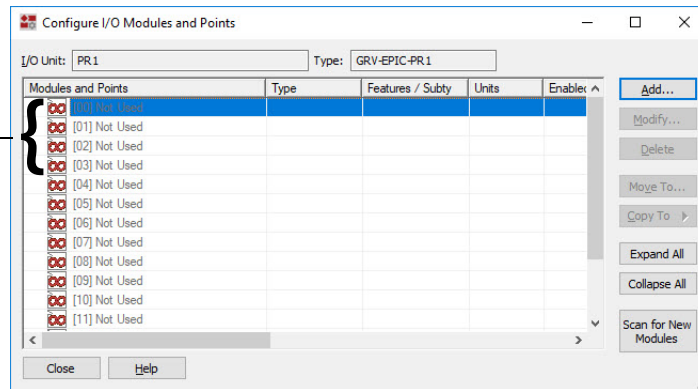 Configure I/O Modules and Points
I/O Unit: PR1 Type: GRV-EPIC-PR1
Modules and Points Type Features / Subty Units Enabled
[00] Not Used
[01] Not Used
[02] Not Used
[03] Not Used
[04] Not Used
[05] Not Used
[06] Not Used
[07] Not Used
[08] Not Used
[09] Not Used
[10] Not Used
[11] Not Used
Add...
Modify...
Delete
Move To...
Copy To
Expand All
Collapse All
Scan for New
Modules
Close Help